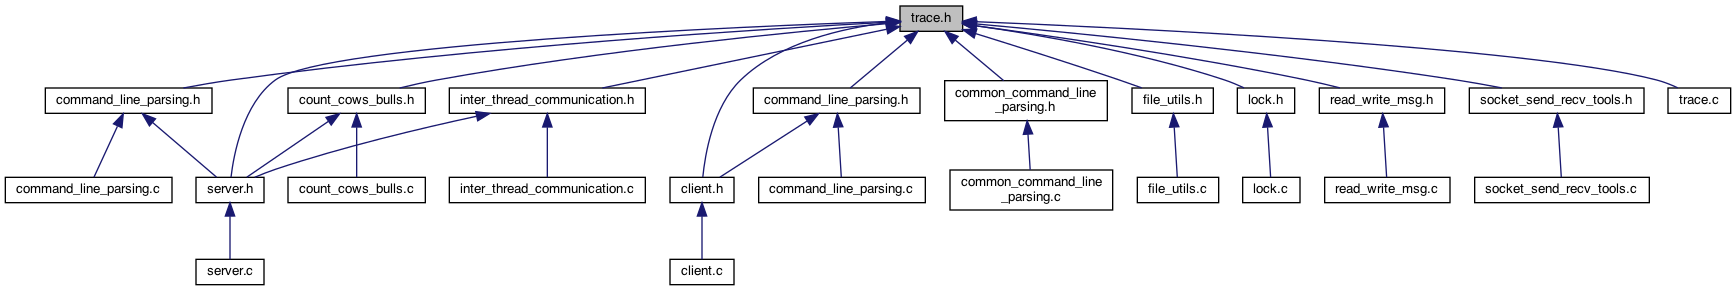 trace.h
command_line_parsing.h
count_cows_bulls.h
inter_thread_communication.h
command_line_parsing.h
common_command_line
_parsing.h
file_utils.h
lock.h
read_write_msg.h
socket_send_recv_tools.h
trace.c
command_line_parsing.c
server.h
count_cows_bulls.c
inter_thread_communication.c
client.h
command_line_parsing.c
common_command_line
_parsing.c
file_utils.c
lock.c
read_write_msg.c
socket_send_recv_tools.c
server.c
client.c